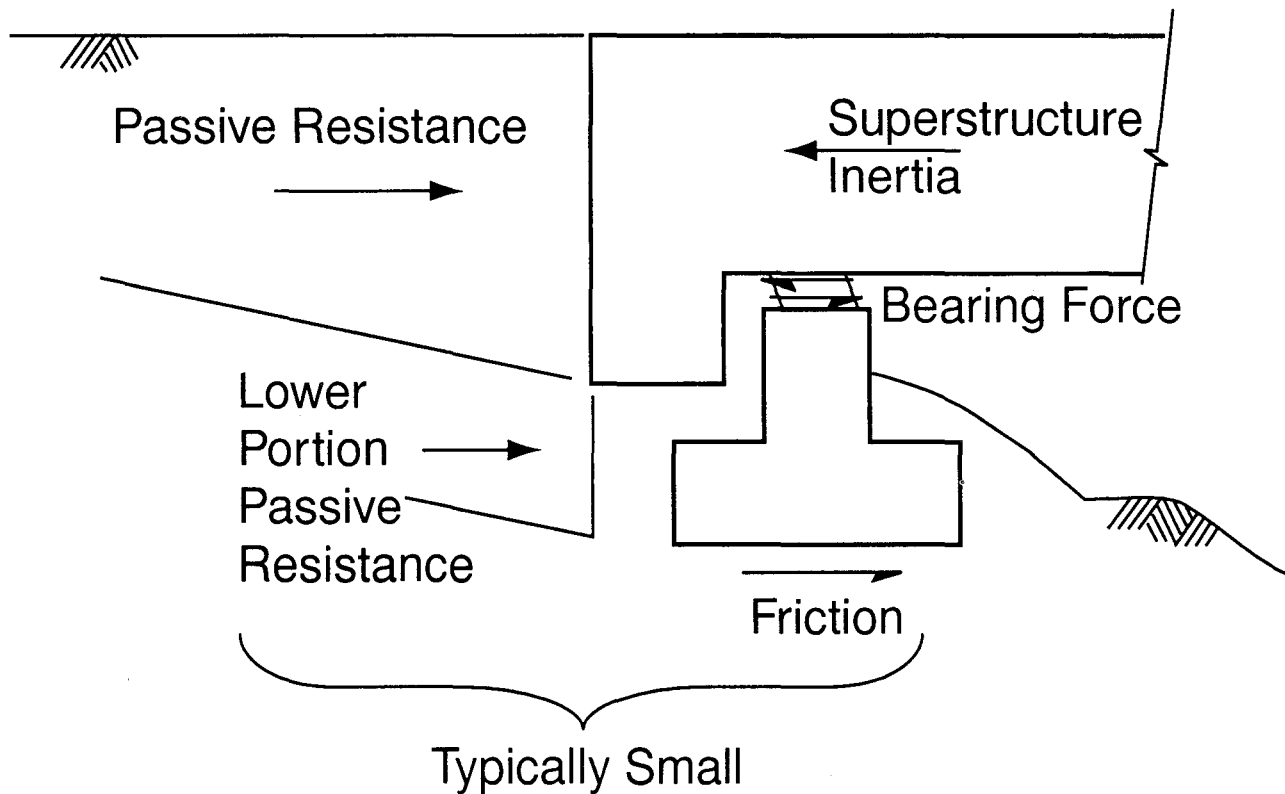 Passive Resistance
Superstructure
Inertia
Bearing Force
Lower
Portion
Passive
Resistance
Friction
Typically Small